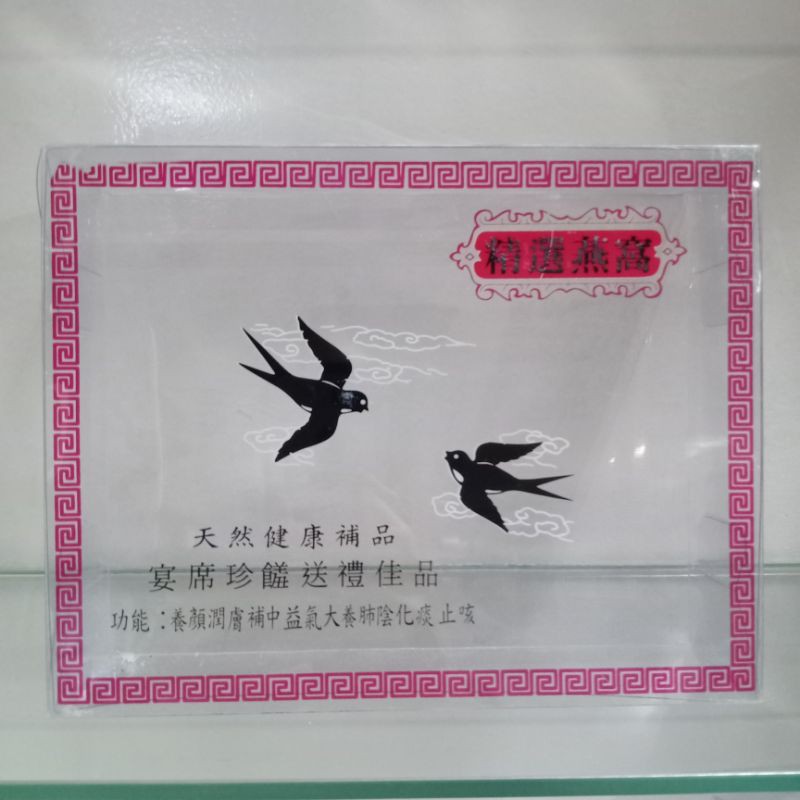 精選燕窩
天然健康補品
宴席珍饈送禮佳品
功能：養顏潤膚補中益氣大養肺陰化痰止咳